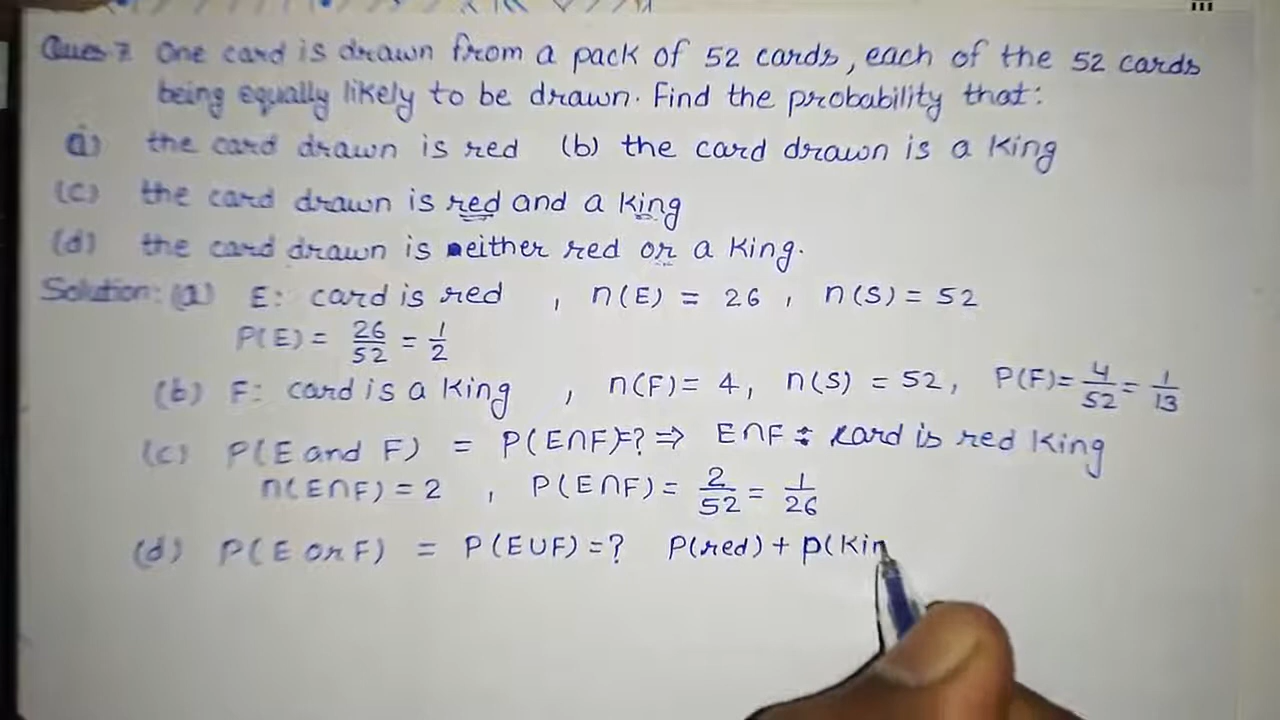 Ques 7. One card is drawn from a pack of 52 cards, each of the 52 cards
being equally likely to be drawn. Find the probability that:
a) the card drawn is red (b) the card drawn is a King
(c) the card drawn is red and a king
(d) the card drawn is either red or a King.
Solution: (a) E: card is red , n(E) = 26 , n(S) = 52
P(E) = 26/52 = 1/2
(b) F: card is a King , n(F) = 4, n(S) = 52, P(F) = 4/52 = 1/13
(c) P(E and F) = P(E∩F)=? ⇒ E∩F : card is red King
n(E∩F) = 2 , P(E∩F) = 2/52 = 1/26
(d) P(E or F) = P(E∪F) = ? P(red) + P(Kin